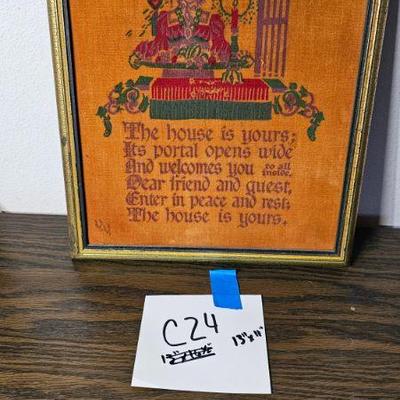 The house is yours;
Its portal opens wide
And welcomes you to all inside.
Dear friend and guest,
Enter in peace and rest;
The house is yours.
C24
13" x 11"